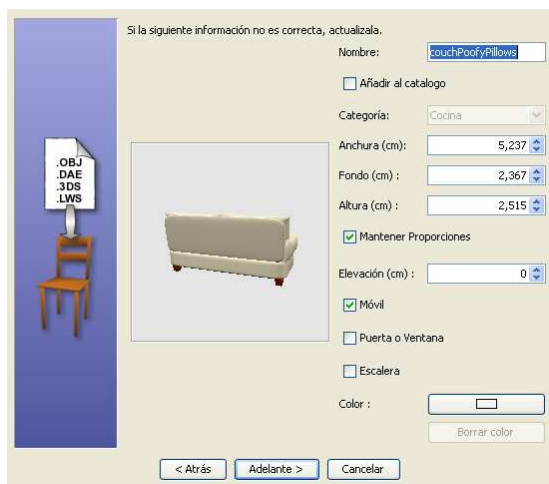 Si la siguiente información no es correcta, actualizala.
Nombre: couchPoofyPillows
Añadir al catalogo
Categoría: Cocina
Anchura (cm): 5,237
Fondo (cm) : 2,367
Altura (cm) : 2,515
Mantener Proporciones
Elevación (cm) : 0
Móvil
Puerta o Ventana
Escalera
Color :
Borrar color
.OBJ
.DAE
.3DS
.LWS
< Atrás Adelante > Cancelar